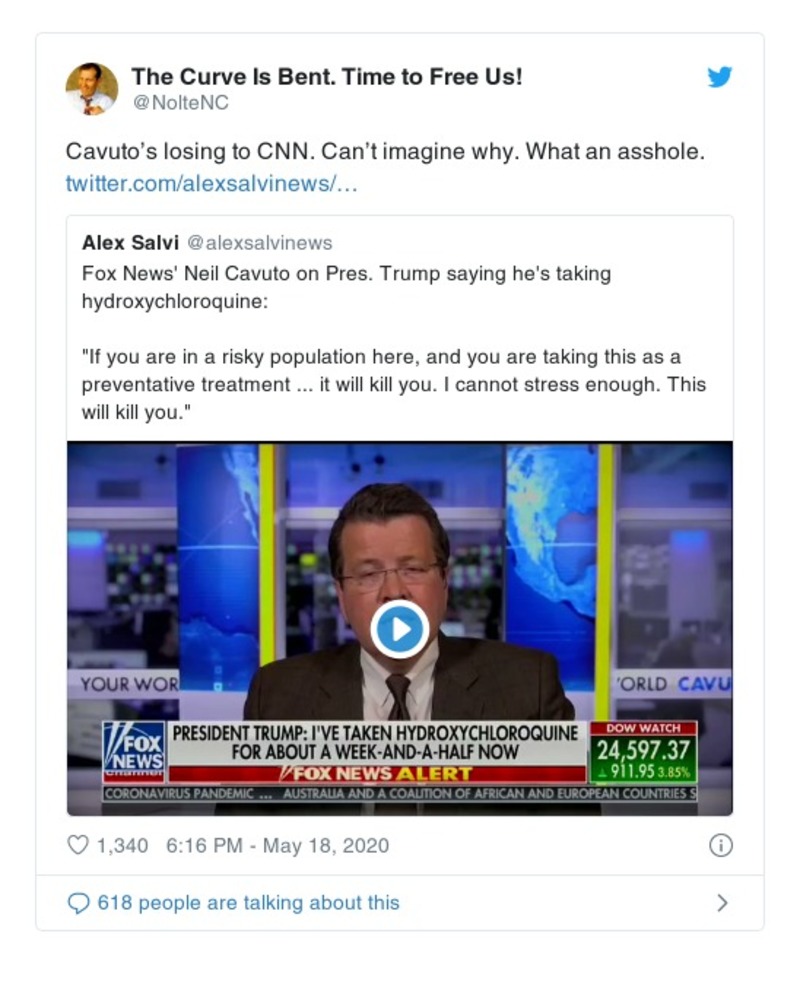 The Curve Is Bent. Time to Free Us!
@NolteNC
Cavuto's losing to CNN. Can't imagine why. What an asshole.
twitter.com/alexsalvinews/…
Alex Salvi @alexsalvinews
Fox News' Neil Cavuto on Pres. Trump saying he's taking
hydroxychloroquine:
"If you are in a risky population here, and you are taking this as a
preventative treatment ... it will kill you. I cannot stress enough. This
will kill you."
YOUR WOR
'ORLD CAVU
FOX
NEWS
channel
PRESIDENT TRUMP: I'VE TAKEN HYDROXYCHLOROQUINE
FOR ABOUT A WEEK-AND-A-HALF NOW
FOX NEWS ALERT
DOW WATCH
24,597.37
911.95 3.85%
CORONAVIRUS PANDEMIC ... AUSTRALIA AND A COALITION OF AFRICAN AND EUROPEAN COUNTRIES S
1,340 6:16 PM - May 18, 2020
618 people are talking about this